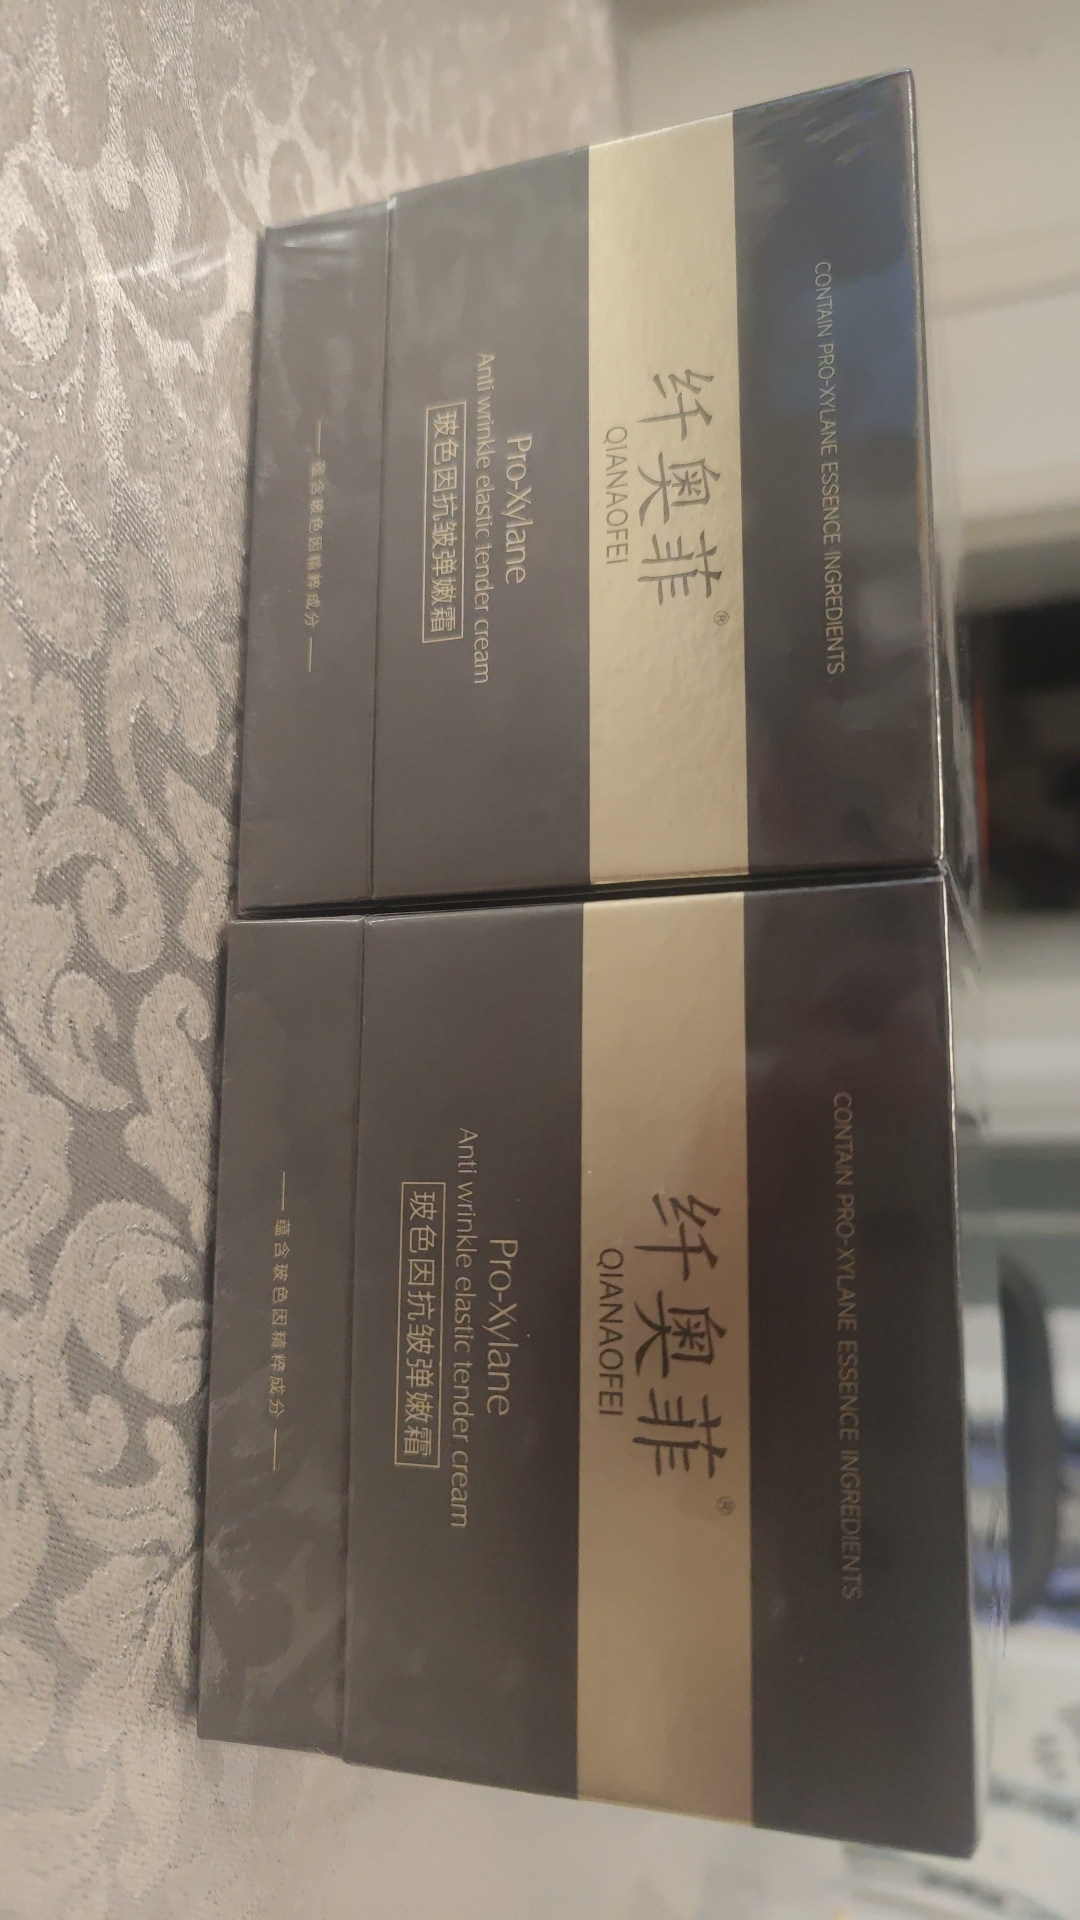 CONTAIN PRO-XYLANE ESSENCE INGREDIENTS
纤奥菲®
QIANAOFEI
Pro-Xylane
Anti wrinkle elastic tender cream
玻色因抗皱弹嫩霜
蕴含玻色因精粹成分
CONTAIN PRO-XYLANE ESSENCE INGREDIENTS
纤奥菲®
QIANAOFEI
Pro-Xylane
Anti wrinkle elastic tender cream
玻色因抗皱弹嫩霜
蕴含玻色因精粹成分